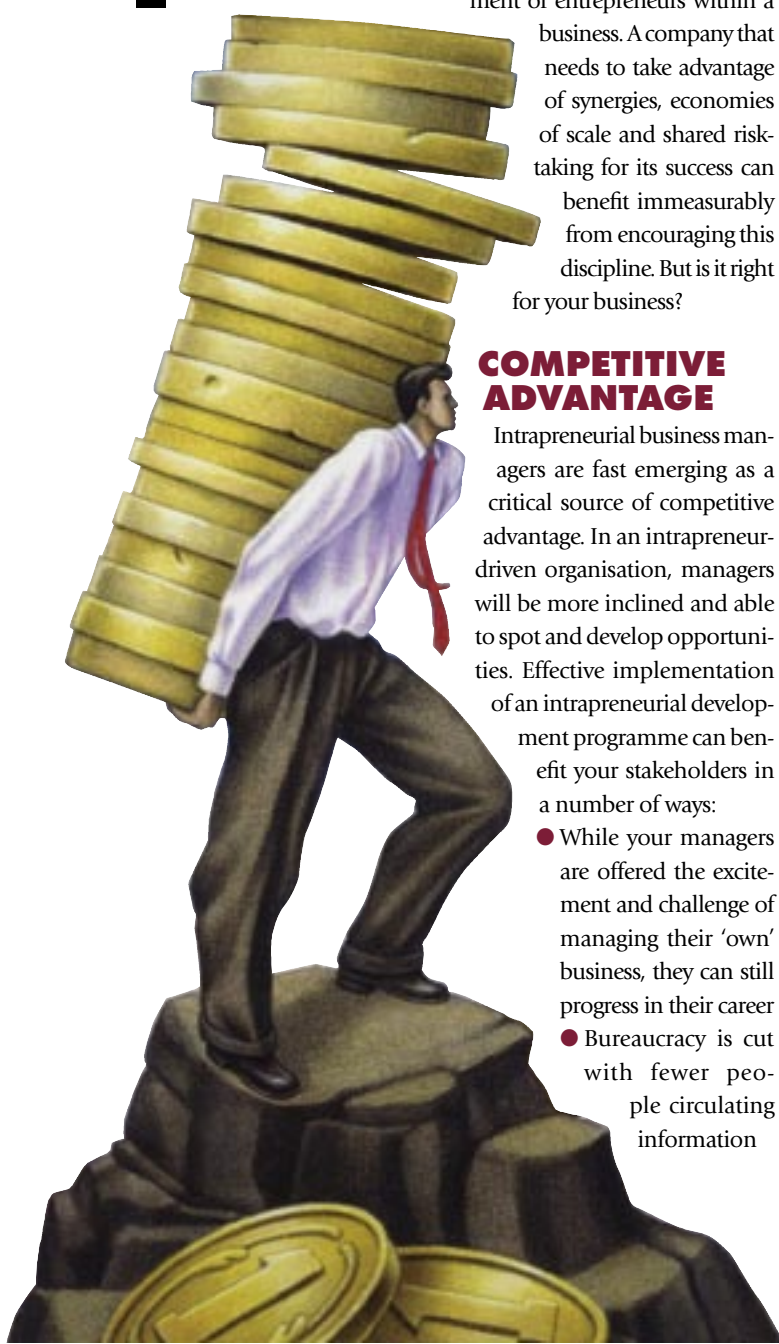 ment of entrepreneurs within a
business. A company that
needs to take advantage
of synergies, economies
of scale and shared risk-
taking for its success can
benefit immeasurably
from encouraging this
discipline. But is it right
for your business?
COMPETITIVE
ADVANTAGE
Intrapreneurial business man-
agers are fast emerging as a
critical source of competitive
advantage. In an intrapreneur-
driven organisation, managers
will be more inclined and able
to spot and develop opportuni-
ties. Effective implementation
of an intrapreneurial develop-
ment programme can ben-
efit your stakeholders in
a number of ways:
● While your managers
are offered the excite-
ment and challenge of
managing their ‘own’
business, they can still
progress in their career
● Bureaucracy is cut
with fewer peo-
ple circulating
information